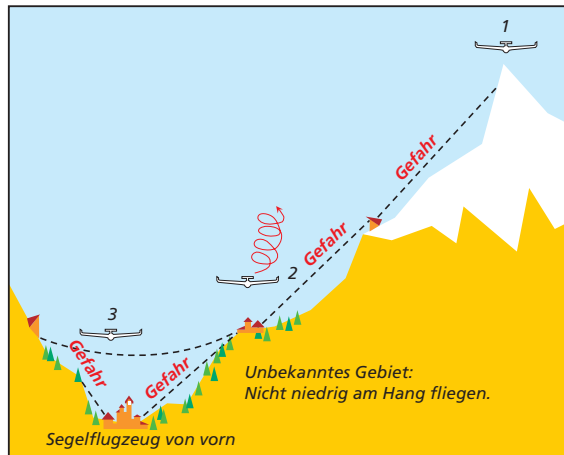 1
Gefahr
Gefahr
2
3
Gefahr
Gefahr
Unbekanntes Gebiet:
Nicht niedrig am Hang fliegen.
Segelflugzeug von vorn